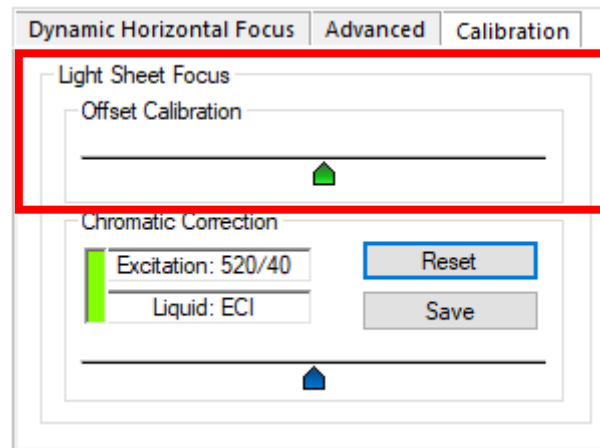 Dynamic Horizontal Focus Advanced Calibration
Light Sheet Focus
Offset Calibration
Chromatic Correction
Excitation: 520/40 Reset
Liquid: ECI Save